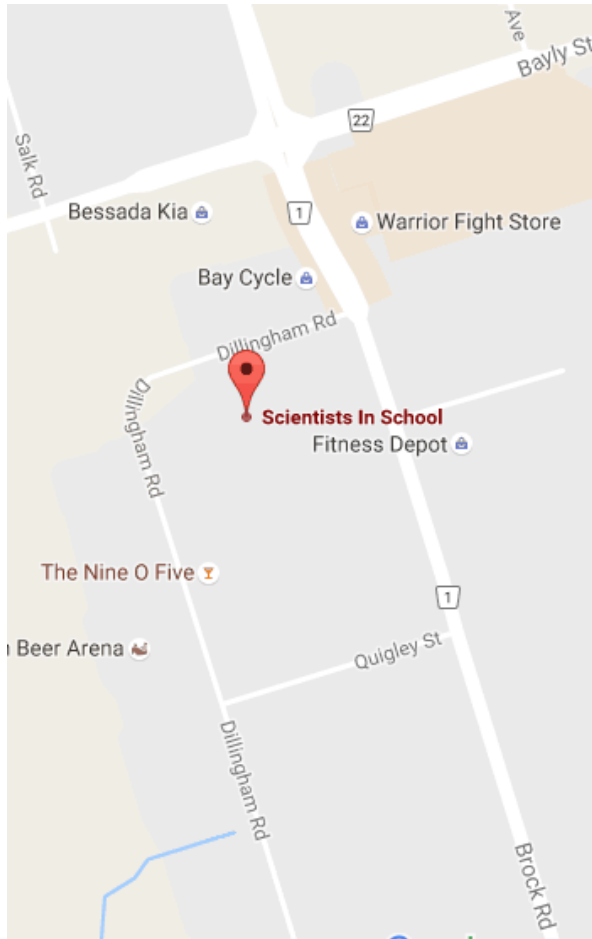 Ave
Bayly St
22
Salk Rd
Bessada Kia
1
Warrior Fight Store
Bay Cycle
Dillingham Rd
Dillingham Rd
Scientists In School
Fitness Depot
The Nine O Five
1
Beer Arena
Quigley St
Dillingham Rd
Brock Rd